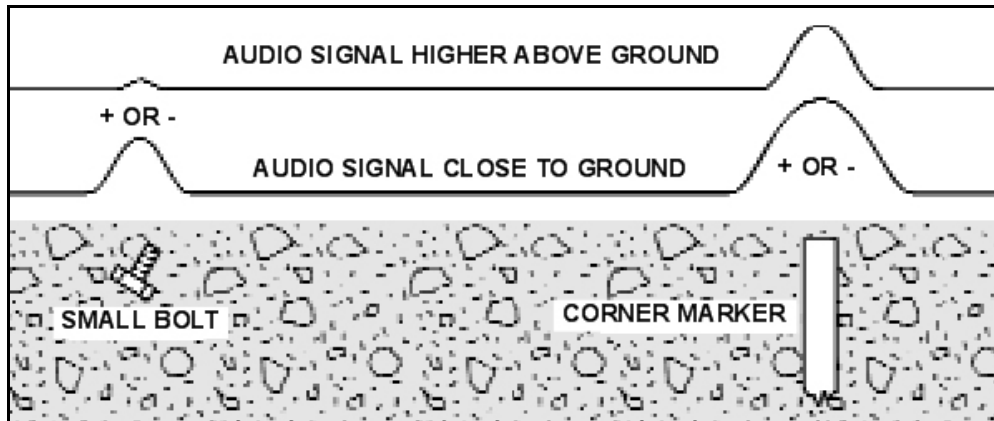 AUDIO SIGNAL HIGHER ABOVE GROUND
+ OR -
AUDIO SIGNAL CLOSE TO GROUND
+ OR -
SMALL BOLT
CORNER MARKER